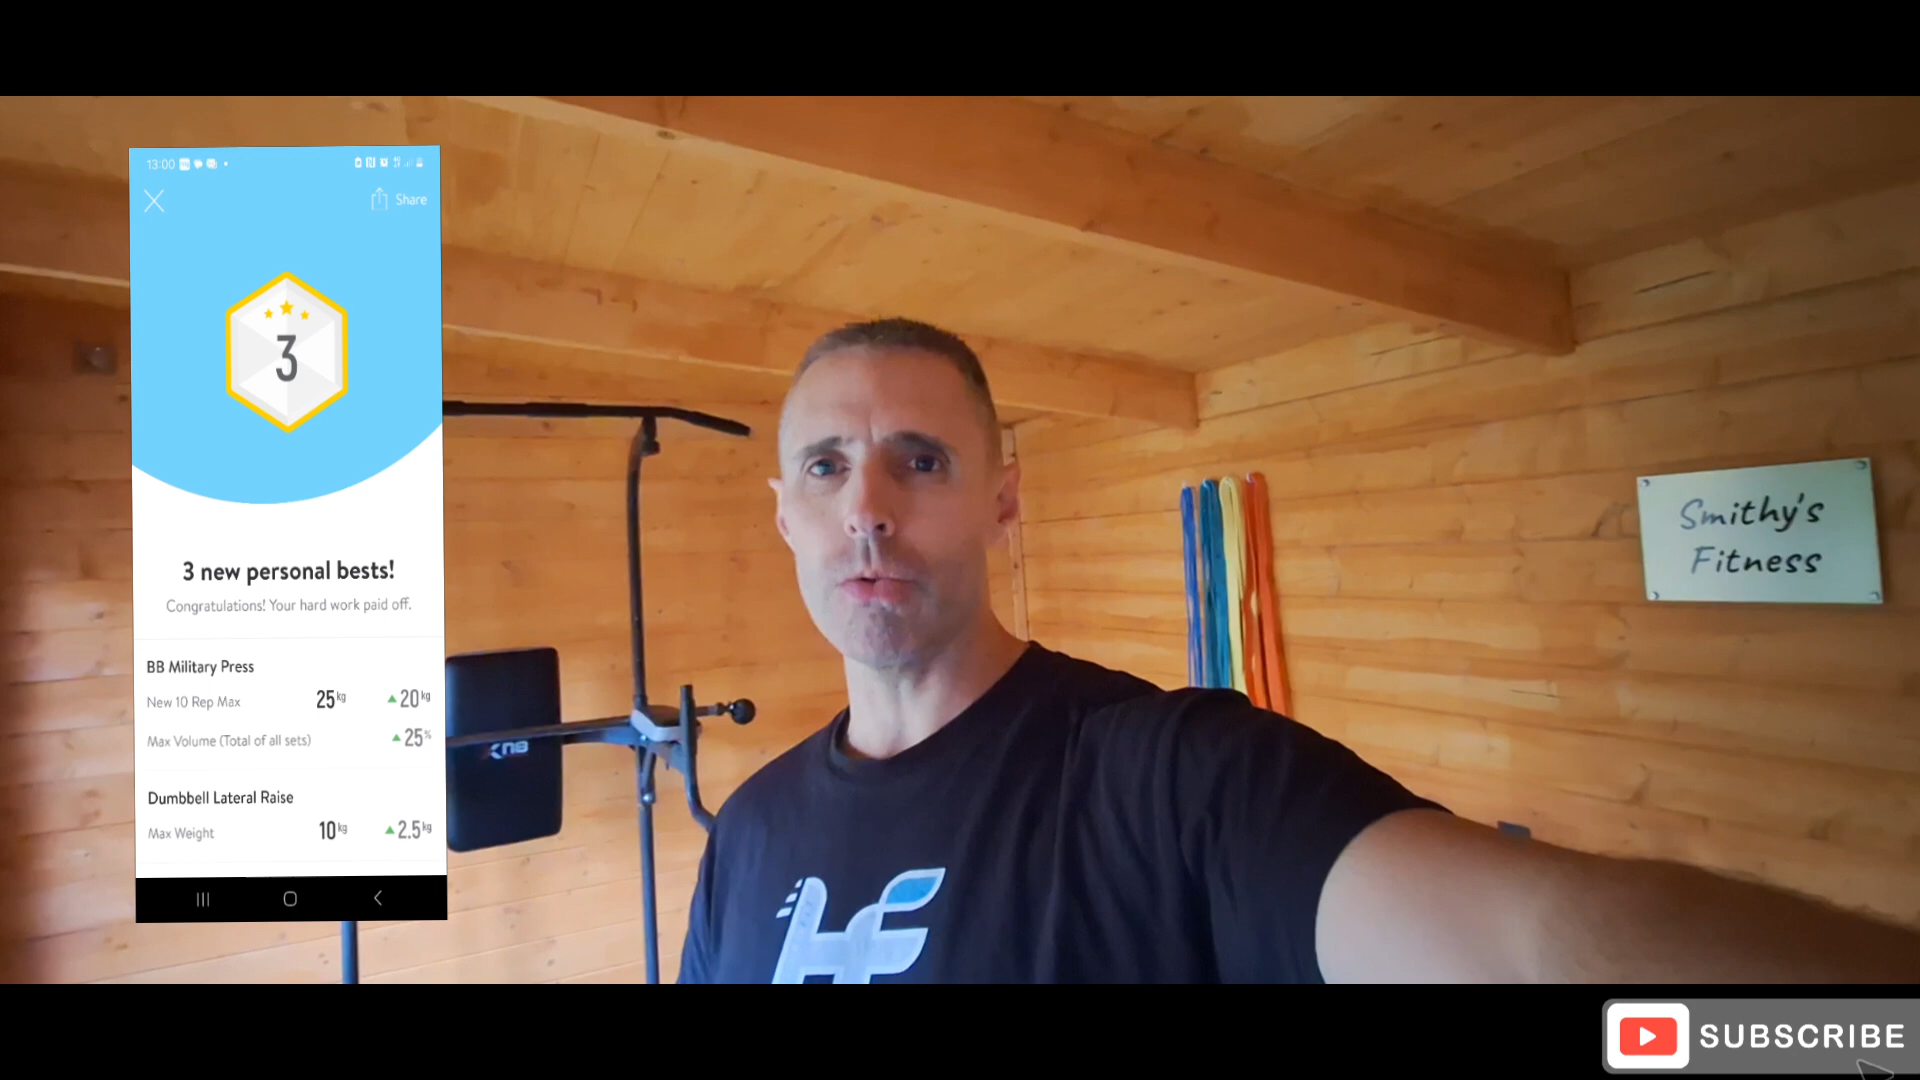 13:00
Share
3
3 new personal bests!
Congratulations! Your hard work paid off.
BB Military Press
New 10 Rep Max 25kg 20kg
Max Volume (Total of all sets) 25%
Dumbbell Lateral Raise
Max Weight 10kg 2.5kg
Smithy's
Fitness
SUBSCRIBE